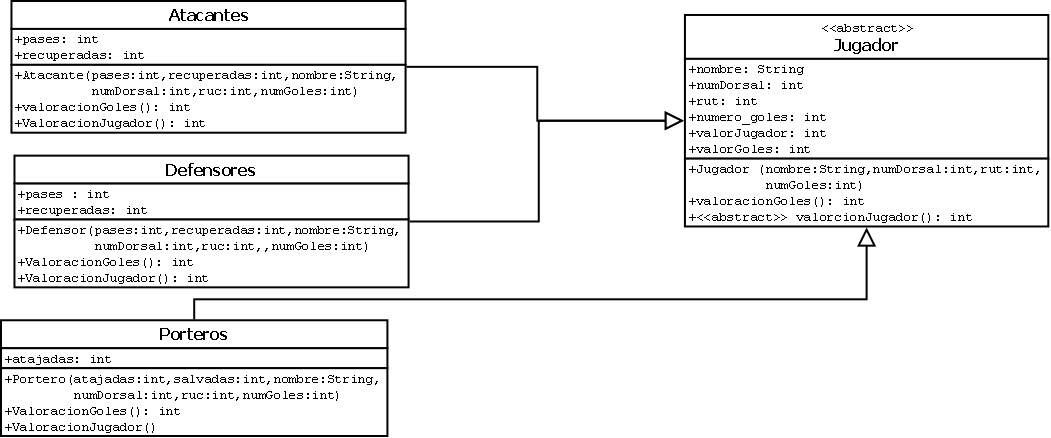 Atacantes
+pases: int
+recuperadas: int
+Atacante(pases:int,recuperadas:int,nombre:String,
numDorsal:int,ruc:int,numGoles:int)
+valoracionGoles(): int
+ValoracionJugador(): int
Defensores
+pases : int
+recuperadas: int
+Defensor(pases:int,recuperadas:int,nombre:String,
numDorsal:int,ruc:int,,numGoles:int)
+ValoracionGoles(): int
+ValoracionJugador(): int
Porteros
+atajadas: int
+Portero(atajadas:int,salvadas:int,nombre:String,
numDorsal:int,ruc:int,numGoles:int)
+ValoracionGoles(): int
+ValoracionJugador()
<<abstract>>
Jugador
+nombre: String
+numDorsal: int
+rut: int
+numero_goles: int
+valorJugador: int
+valorGoles: int
+Jugador (nombre:String,numDorsal:int,rut:int,
numGoles:int)
+valoracionGoles(): int
+<<abstract>> valorcionJugador(): int